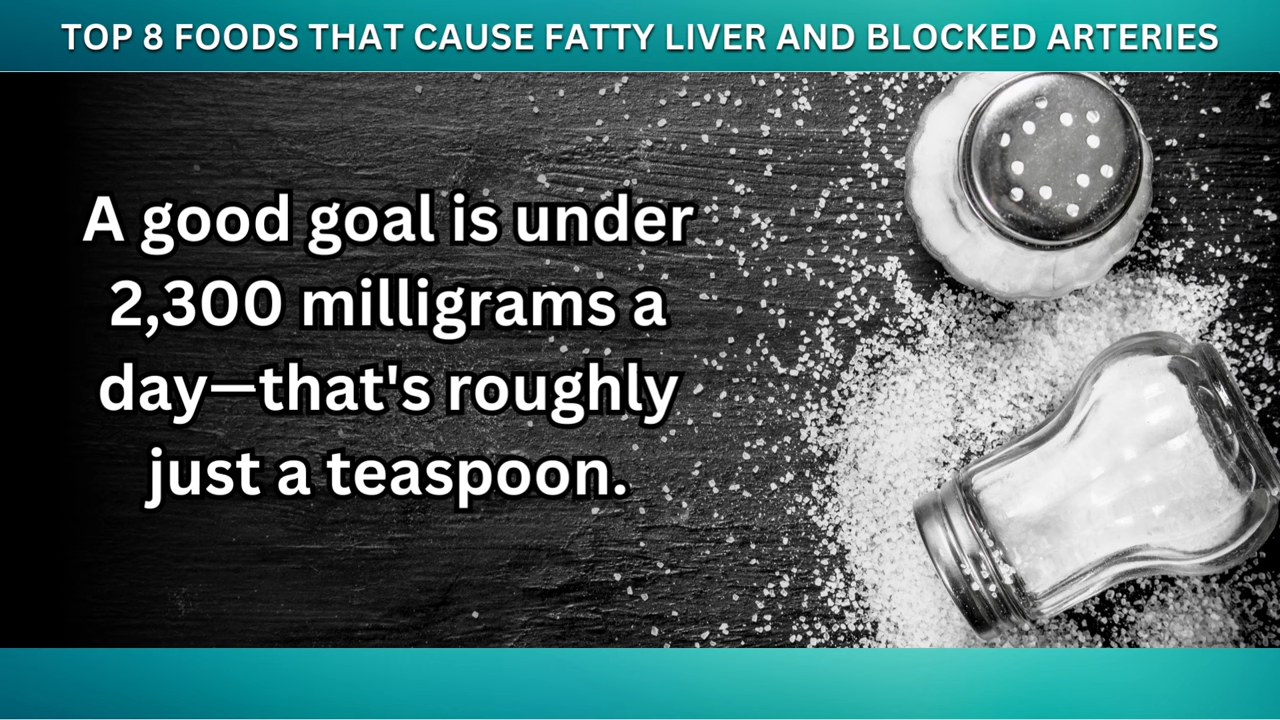 TOP 8 FOODS THAT CAUSE FATTY LIVER AND BLOCKED ARTERIES
A good goal is under
2,300 milligrams a
day—that's roughly
just a teaspoon.